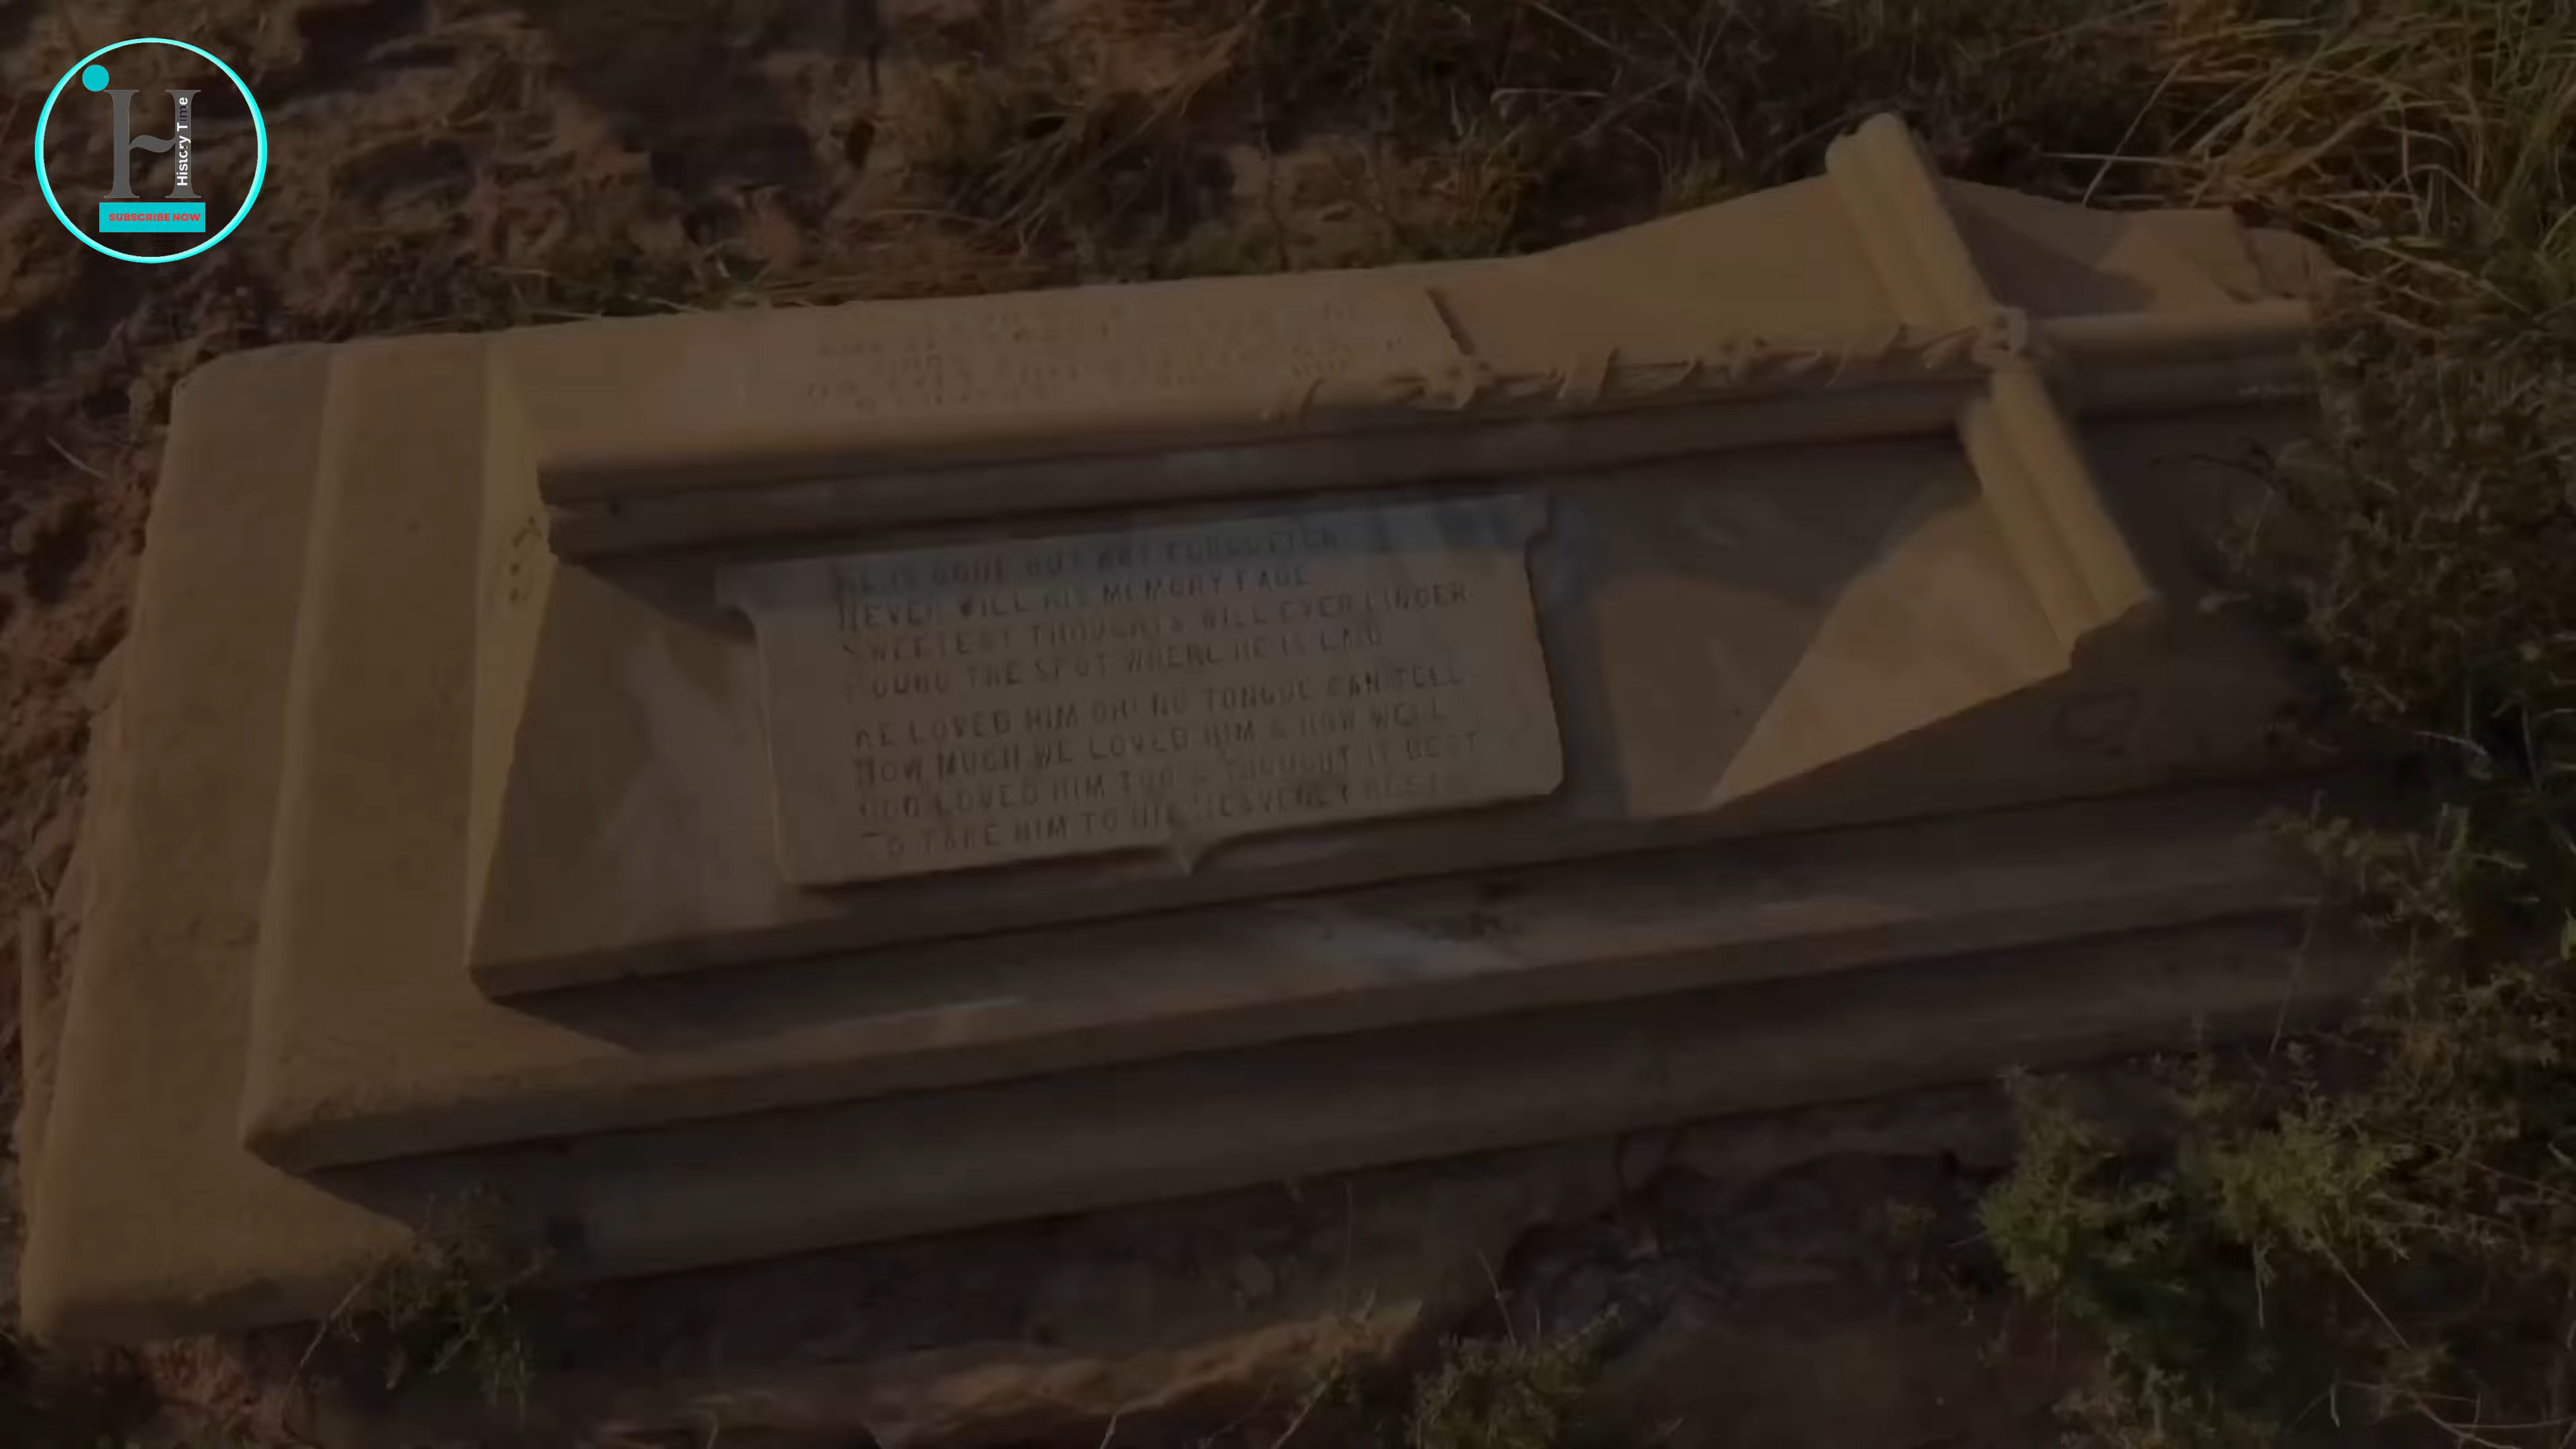 History Time
SUBSCRIBE NOW
HE IS GONE BUT NOT FORGOTTEN
NEVER WILL HIS MEMORY FADE
SWEETEST THOUGHTS WILL EVER LINGER
ROUND THE SPOT WHERE HE IS LAID
WE LOVED HIM OH! NO TONGUE CAN TELL
HOW MUCH WE LOVED HIM & HOW WELL
GOD LOVED HIM TOO & THOUGHT IT BEST
TO TAKE HIM TO HIS HEAVENLY REST